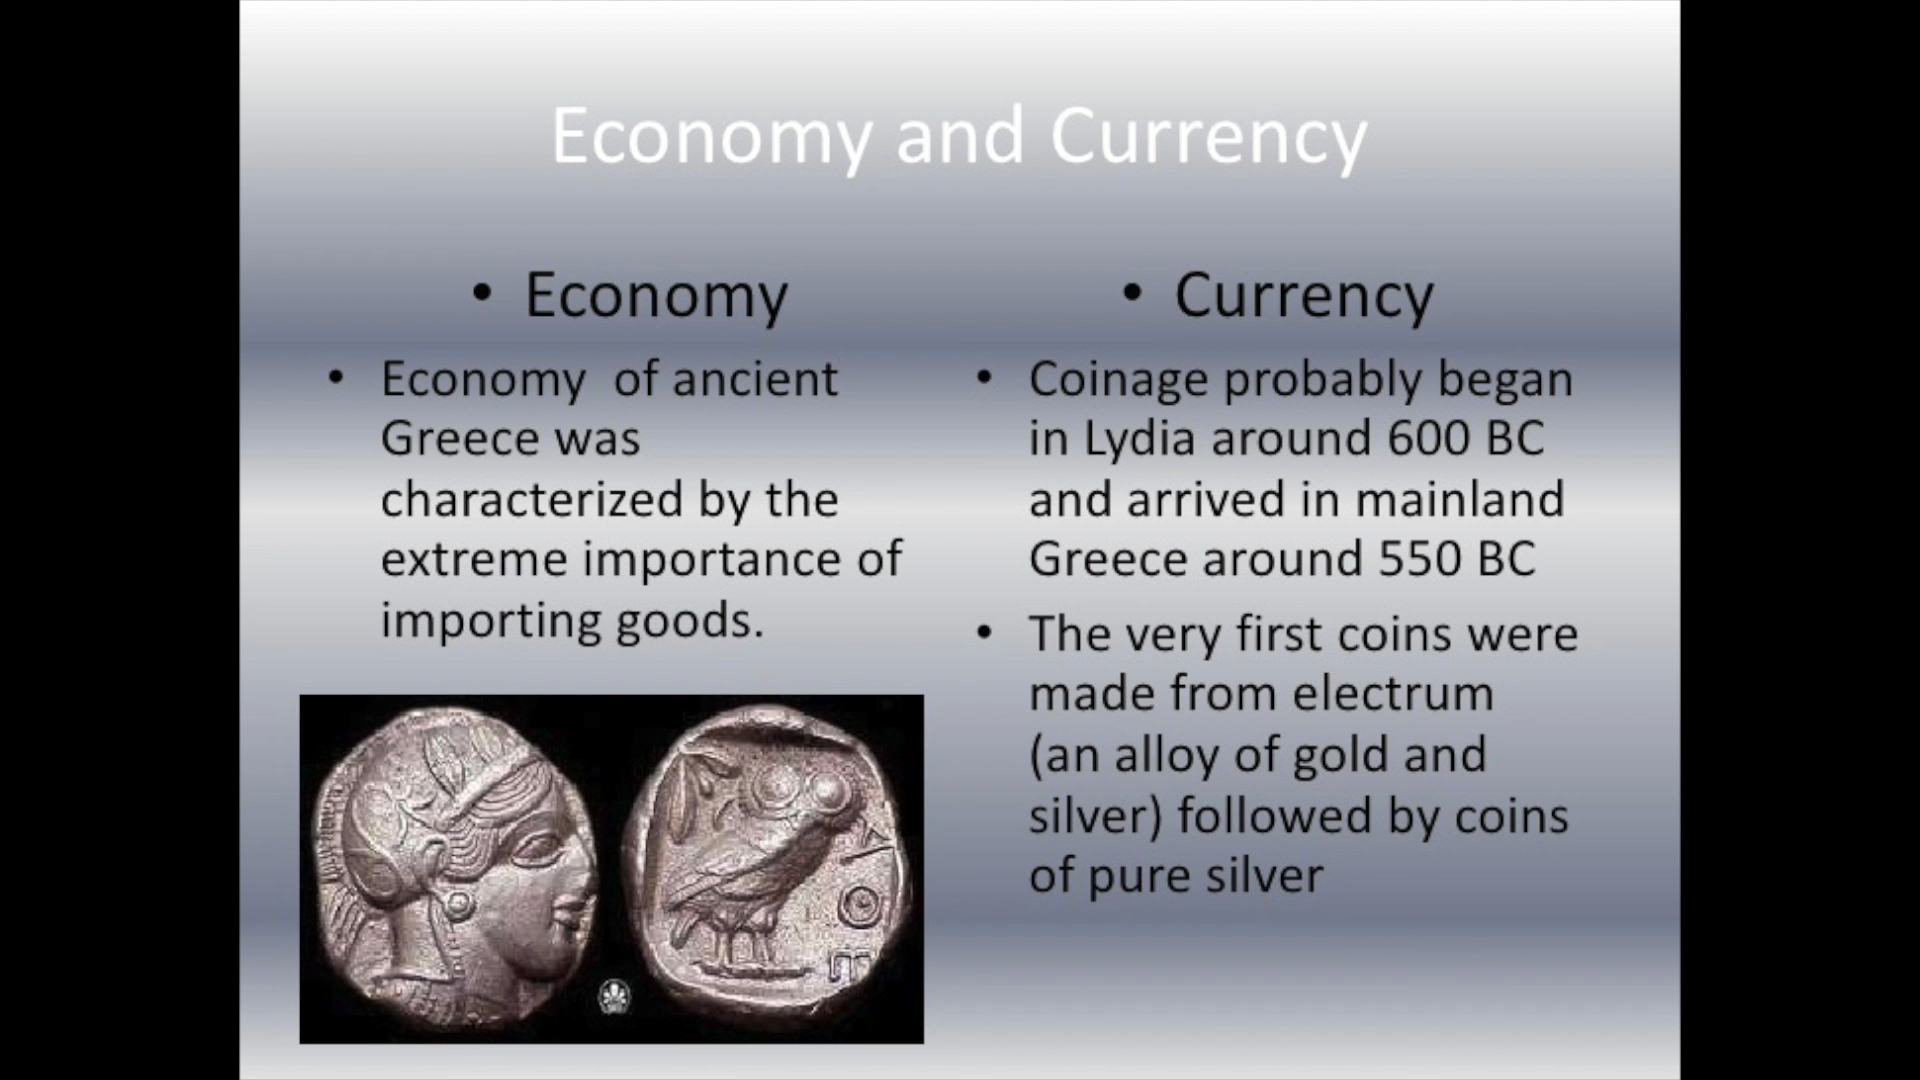 Economy and Currency
• Economy
• Economy  of ancient
Greece was
characterized by the
extreme importance of
importing goods.
• Currency
• Coinage probably began
in Lydia around 600 BC
and arrived in mainland
Greece around 550 BC
• The very first coins were
made from electrum
(an alloy of gold and
silver) followed by coins
of pure silver
Α
Θ
Ε